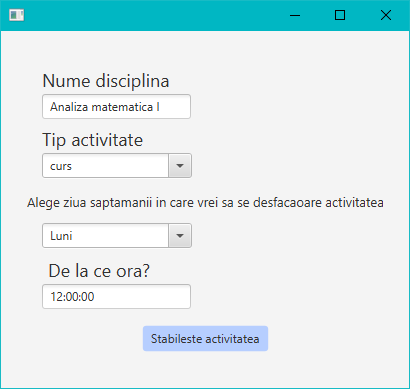 Nume disciplina
Analiza matematica I
Tip activitate
curs
Alege ziua saptamanii in care vrei sa se desfacaoare activitatea
Luni
De la ce ora?
12:00:00
Stabileste activitatea